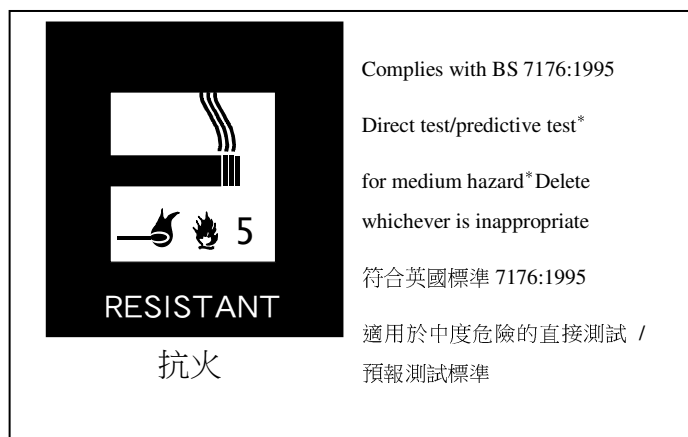 5
RESISTANT
抗火
Complies with BS 7176:1995
Direct test/predictive test*
for medium hazard*Delete
whichever is inappropriate
符合英國標準 7176:1995
適用於中度危險的直接測試 /
預報測試標準